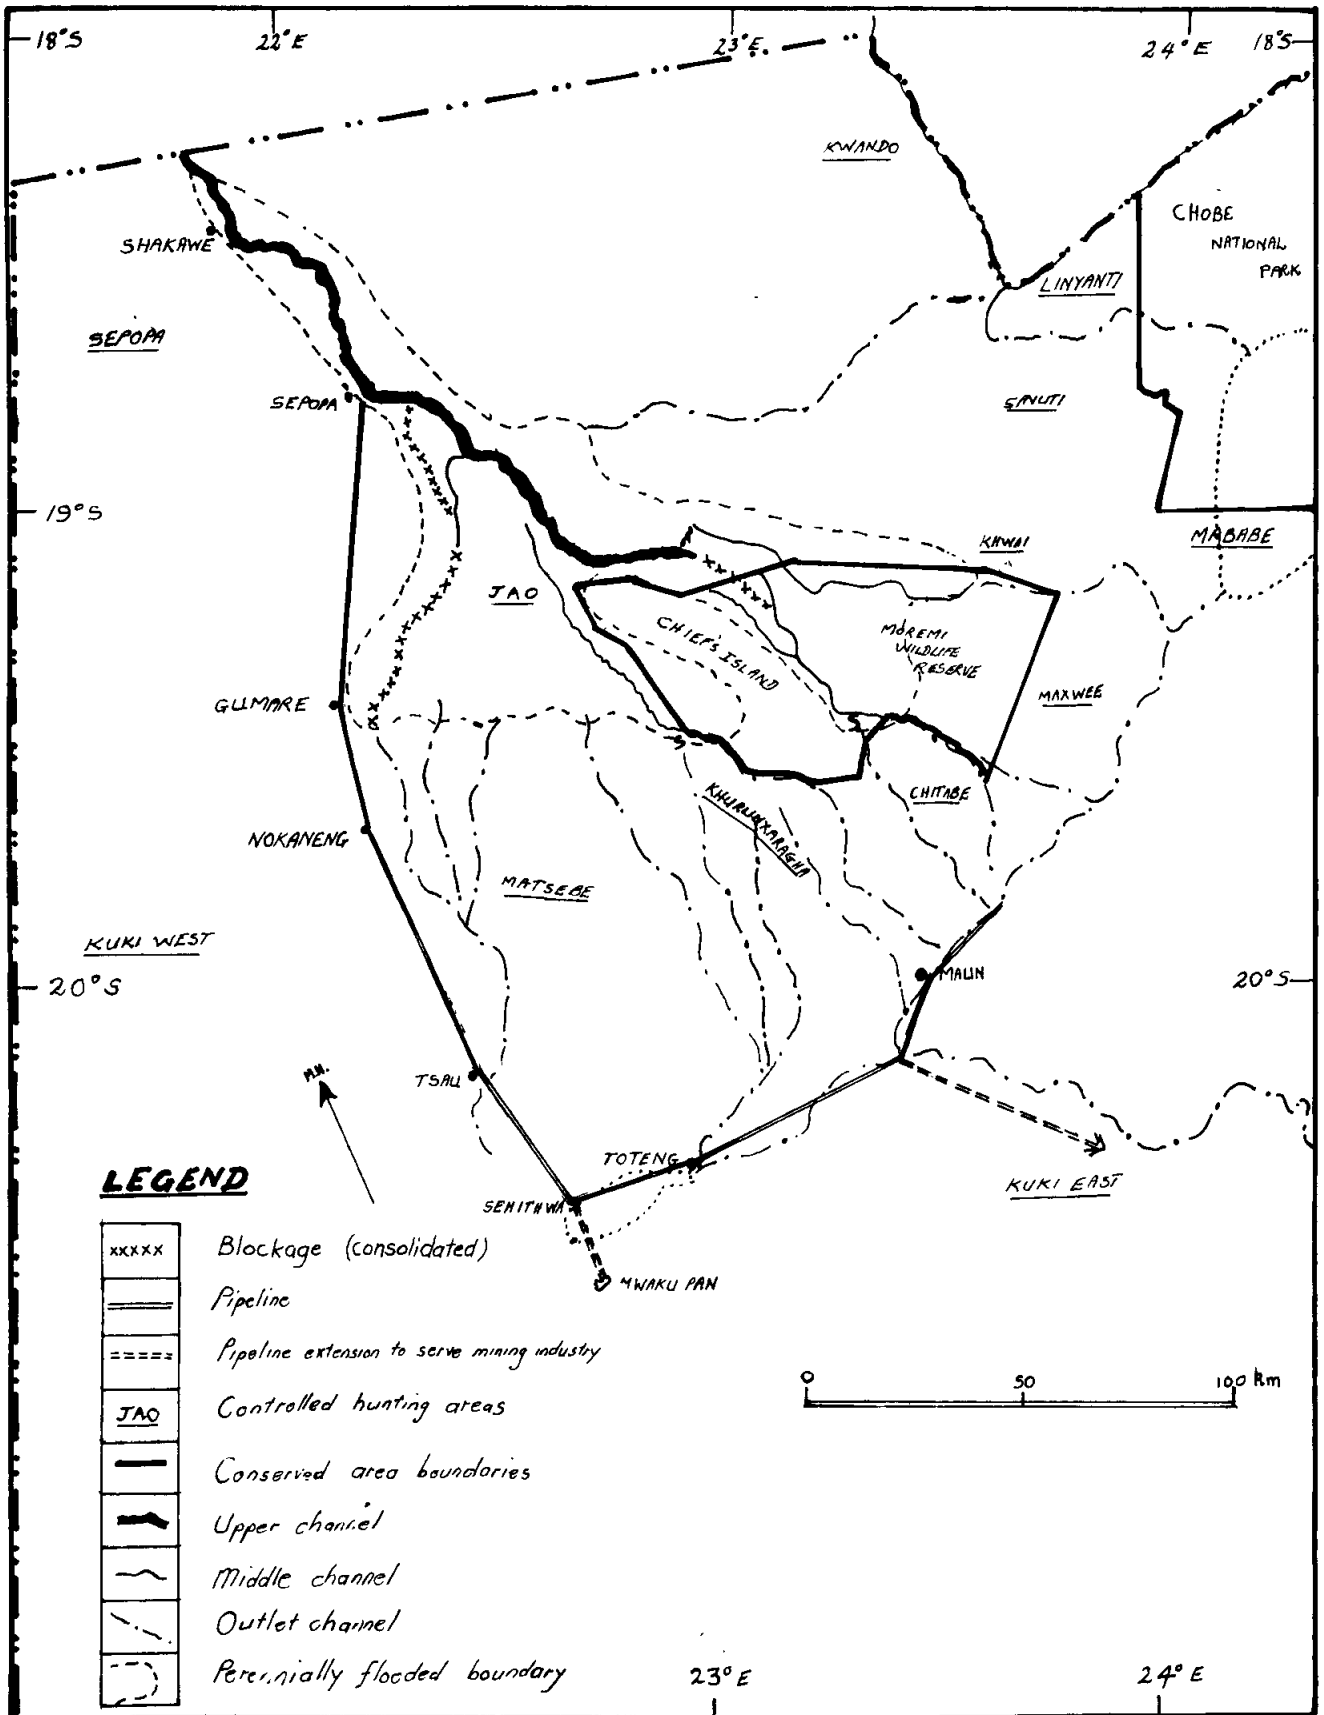 18°S
22°E
23°E
24°E
18°S
KWANDO
CHOBE
NATIONAL
PARK
SHAKAWE
LINYANTI
SEPOPA
SEPOPA
SAVUTI
19°S
MABABE
KHWAI
JAO
CHIEFS ISLAND
MOREMI
WILDLIFE
RESERVE
MAXWEE
GUMARE
CHITABE
KHURUNXARAGHA
NOKANENG
MATSEBE
KUKI WEST
MAUN
20°S
20°S
M.N.
TSAU
TOTENG
KUKI EAST
SEHITHWA
MWAKU PAN
LEGEND
xxxxx Blockage (consolidated)
Pipeline
Pipeline extension to serve mining industry
JAO Controlled hunting areas
Conserved area boundaries
Upper channel
Middle channel
Outlet channel
Perennially flooded boundary
0 50 100 km
23°E
24°E